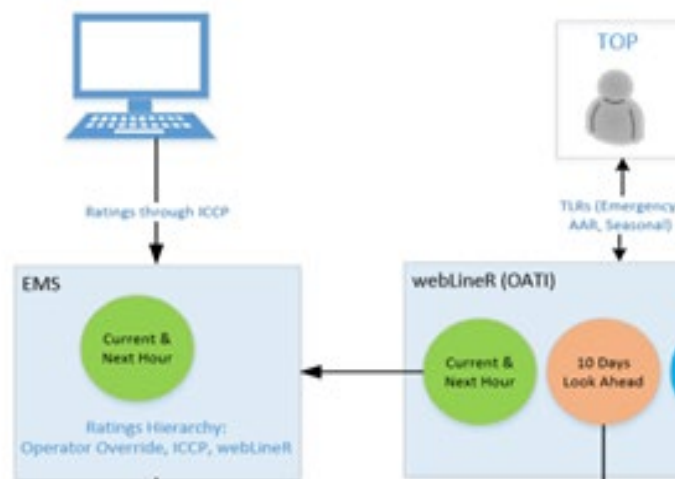 TOP
Ratings through ICCP
TLRs (Emergency,
AAR, Seasonal)
EMS
Current &
Next Hour
Ratings Hierarchy:
Operator Override, ICCP, webLineR
webLineR (OATI)
Current &
Next Hour
10 Days
Look Ahead